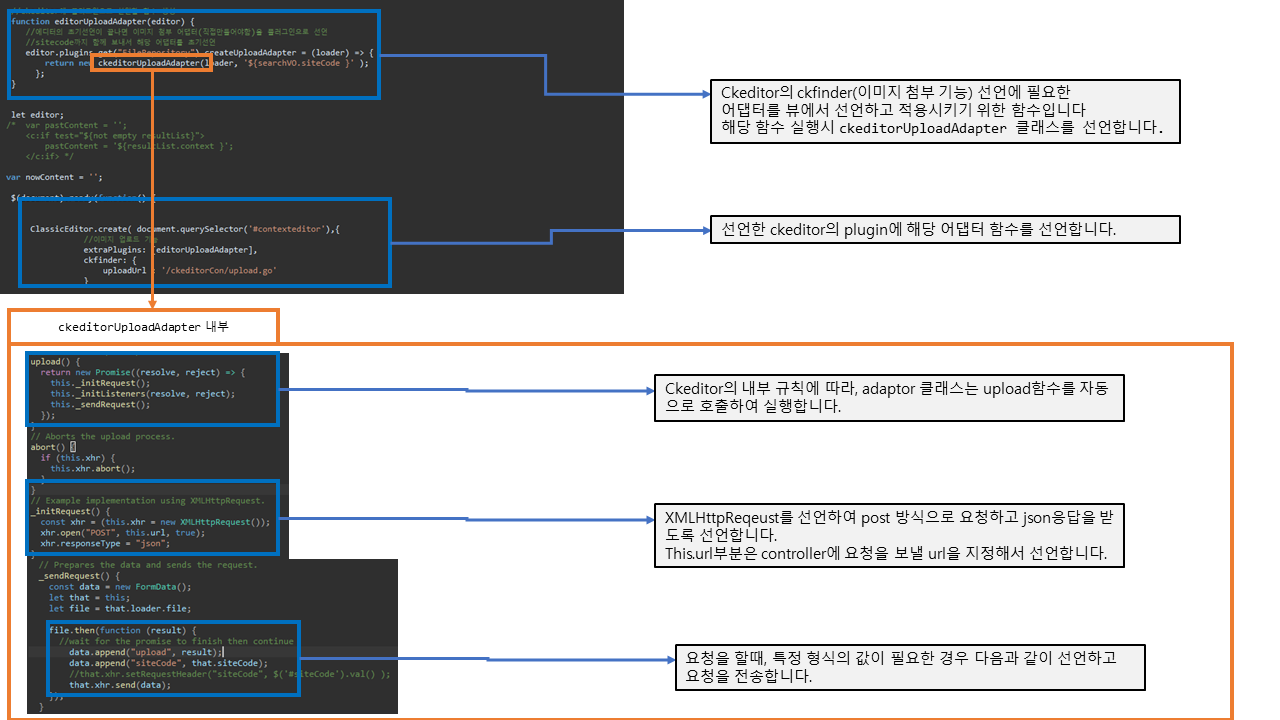 function editorUploadAdapter(editor) {
//에디터의 초기선언이 끝나면 이미지 첨부 어댑터(직접만들어야함)을 플러그인으로 선언
//sitecode까지 함께 보내서 해당 어댑터를 초기선언
editor.plugins.get("FileRepository").createUploadAdapter = (loader) => {
return new ckeditorUploadAdapter(loader, '${searchVO.siteCode }' );
};
}
let editor;
/* var pastContent = '';
<c:if test="${not empty resultList}">
pastContent = '${resultList.context }';
</c:if> */
var nowContent = '';
$(document).ready(function() {
ClassicEditor.create( document.querySelector('#contexteditor'),{
//이미지 업로드 기능
extraPlugins: [editorUploadAdapter],
ckfinder: {
uploadUrl : '/ckeditorCon/upload.go'
}
Ckeditor의 ckfinder(이미지 첨부 기능) 선언에 필요한
어댑터를 뷰에서 선언하고 적용시키기 위한 함수입니다
해당 함수 실행시 ckeditorUploadAdapter 클래스를 선언합니다.
선언한 ckeditor의 plugin에 해당 어댑터 함수를 선언합니다.
ckeditorUploadAdapter 내부
upload() {
return new Promise((resolve, reject) => {
this._initRequest();
this._initListeners(resolve, reject);
this._sendRequest();
});
}
// Aborts the upload process.
abort() {
if (this.xhr) {
this.xhr.abort();
}
}
// Example implementation using XMLHttpRequest.
_initRequest() {
const xhr = (this.xhr = new XMLHttpRequest());
xhr.open("POST", this.url, true);
xhr.responseType = "json";
}
// Prepares the data and sends the request.
_sendRequest() {
const data = new FormData();
let that = this;
let file = that.loader.file;
file.then(function (result) {
//wait for the promise to finish then continue
data.append("upload", result);
data.append("siteCode", that.siteCode);
//that.xhr.setRequestHeader("siteCode", $('#siteCode').val() );
that.xhr.send(data);
});
}
Ckeditor의 내부 규칙에 따라, adaptor 클래스는 upload함수를 자동
으로 호출하여 실행합니다.
XMLHttpReqeust를 선언하여 post 방식으로 요청하고 json응답을 받
도록 선언합니다.
This.url부분은 controller에 요청을 보낼 url을 지정해서 선언합니다.
요청을 할때, 특정 형식의 값이 필요한 경우 다음과 같이 선언하고
요청을 전송합니다.